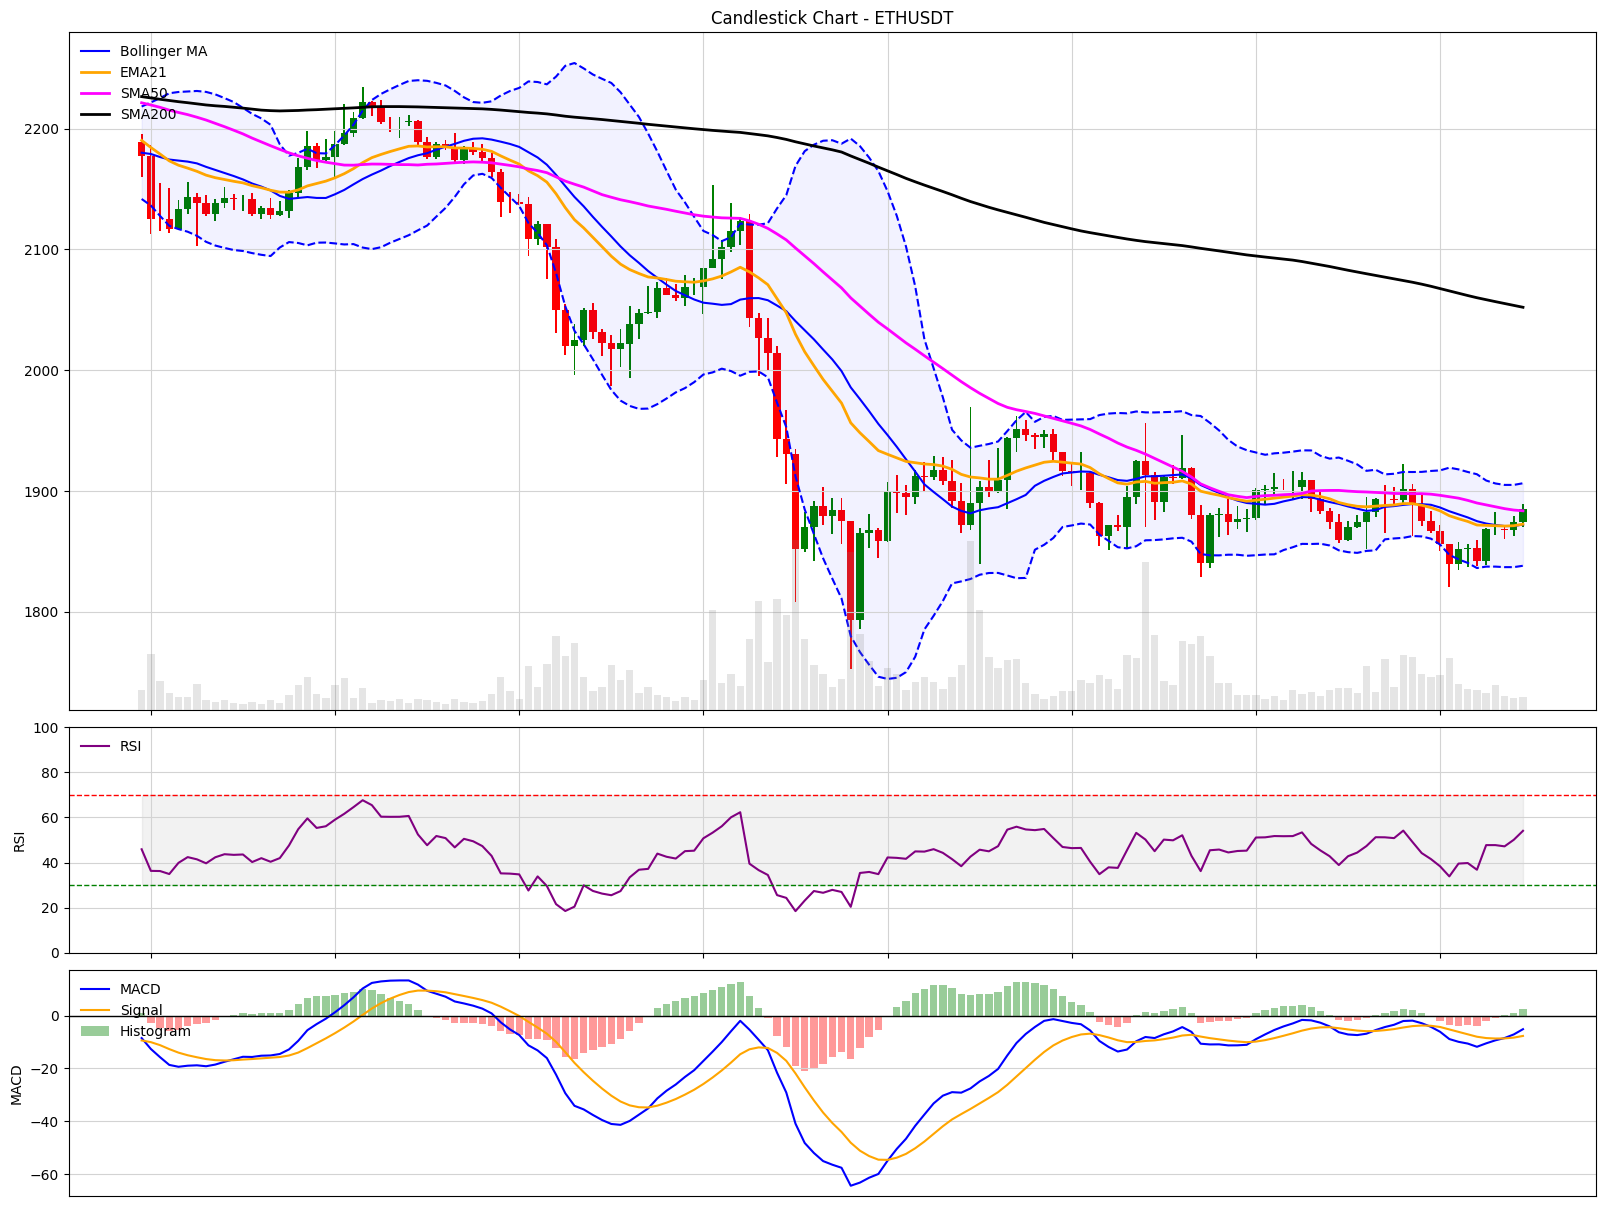 Candlestick Chart - ETHUSDT
Bollinger MA
EMA21
SMA50
SMA200
2200
2100
2000
1900
1800
RSI
100
80
60
40
20
0
RSI
MACD
Signal
Histogram
0
−20
−40
−60
MACD